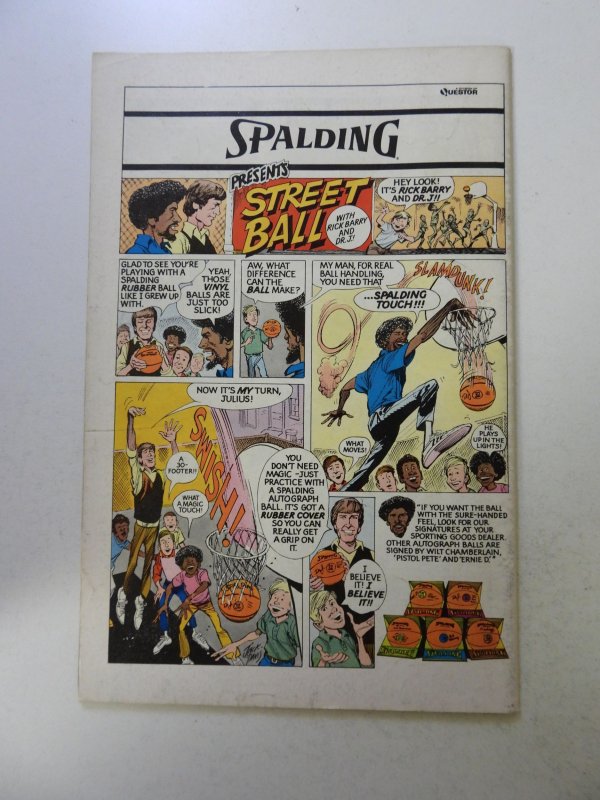 QUESTOR
SPALDING
PRESENTS
STREET
BALL
WITH
RICK BARRY
AND
DR. J!
HEY LOOK!
IT'S RICK BARRY
AND DR. J!!
GLAD TO SEE YOU'RE
PLAYING WITH A
SPALDING
RUBBER BALL
LIKE I GREW UP
WITH.
YEAH,
THOSE
VINYL
BALLS ARE
JUST TOO
SLICK!
AW, WHAT
DIFFERENCE
CAN THE
BALL MAKE?
MY MAN, FOR REAL
BALL HANDLING,
YOU NEED THAT
...SPALDING
TOUCH!!!
SLAMDUNK!
WHAT
MOVES!
HE
PLAYS
UP IN THE
LIGHTS!
NOW IT'S MY TURN,
JULIUS!
SWISH!
A
30-
FOOTER!!
WHAT
A MAGIC
TOUCH!
YOU
DON'T NEED
MAGIC-JUST
PRACTICE WITH
A SPALDING
AUTOGRAPH
BALL. IT'S GOT A
RUBBER COVER
SO YOU CAN
REALLY GET
A GRIP ON
IT.
I
BELIEVE
IT! I
BELIEVE
IT!!
"IF YOU WANT THE BALL
WITH THE SURE-HANDED
FEEL, LOOK FOR OUR
SIGNATURES AT YOUR
SPORTING GOODS DEALER.
OTHER AUTOGRAPH BALLS ARE
SIGNED BY WILT CHAMBERLAIN,
'PISTOL PETE' AND 'ERNIE D.'"